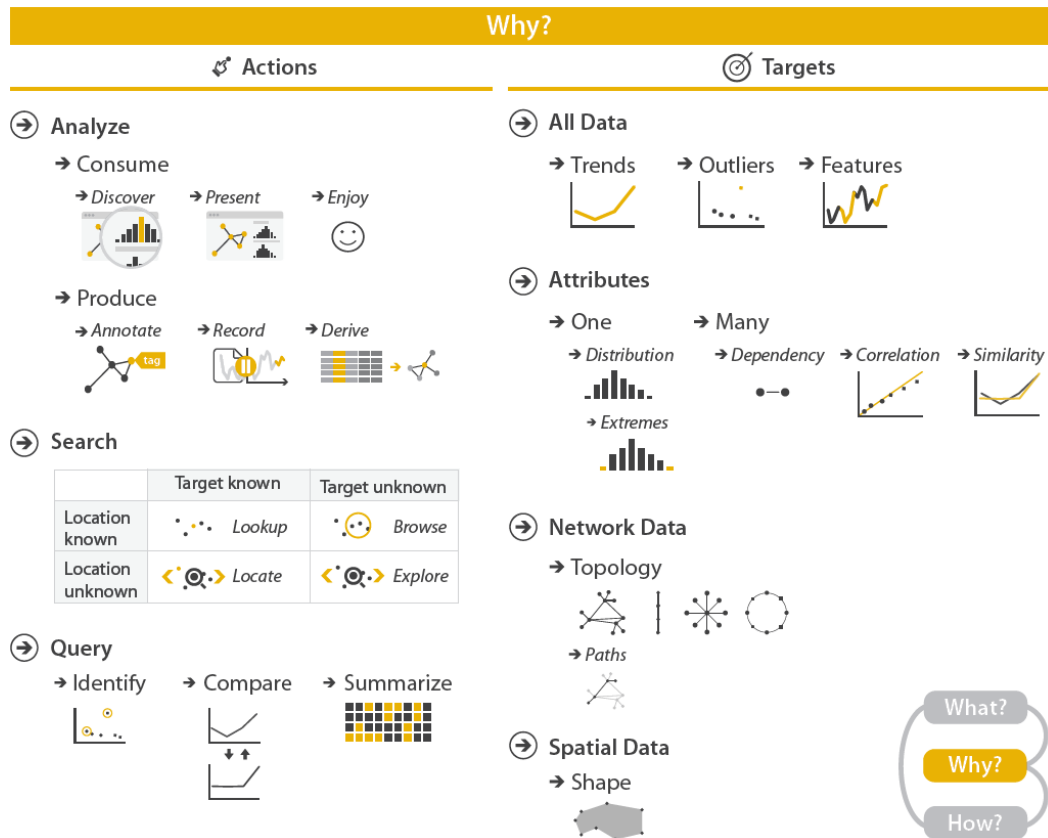 Why?
Actions
Analyze
Consume
Discover
Present
Enjoy
Produce
Annotate
Record
Derive
tag
Search
Target known
Target unknown
Location known
Lookup
Browse
Location unknown
Locate
Explore
Query
Identify
Compare
Summarize
Targets
All Data
Trends
Outliers
Features
Attributes
One
Many
Distribution
Dependency
Correlation
Similarity
Extremes
Network Data
Topology
Paths
Spatial Data
Shape
What?
Why?
How?